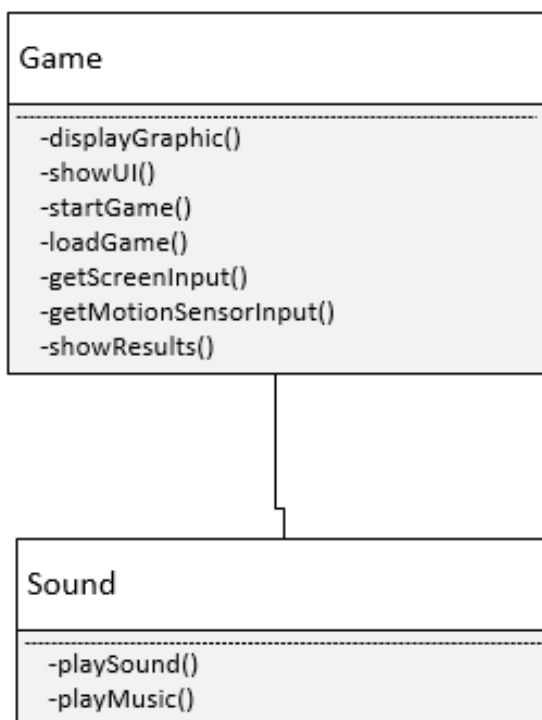 Game
-displayGraphic()
-showUI()
-startGame()
-loadGame()
-getScreenInput()
-getMotionSensorInput()
-showResults()
Sound
-playSound()
-playMusic()